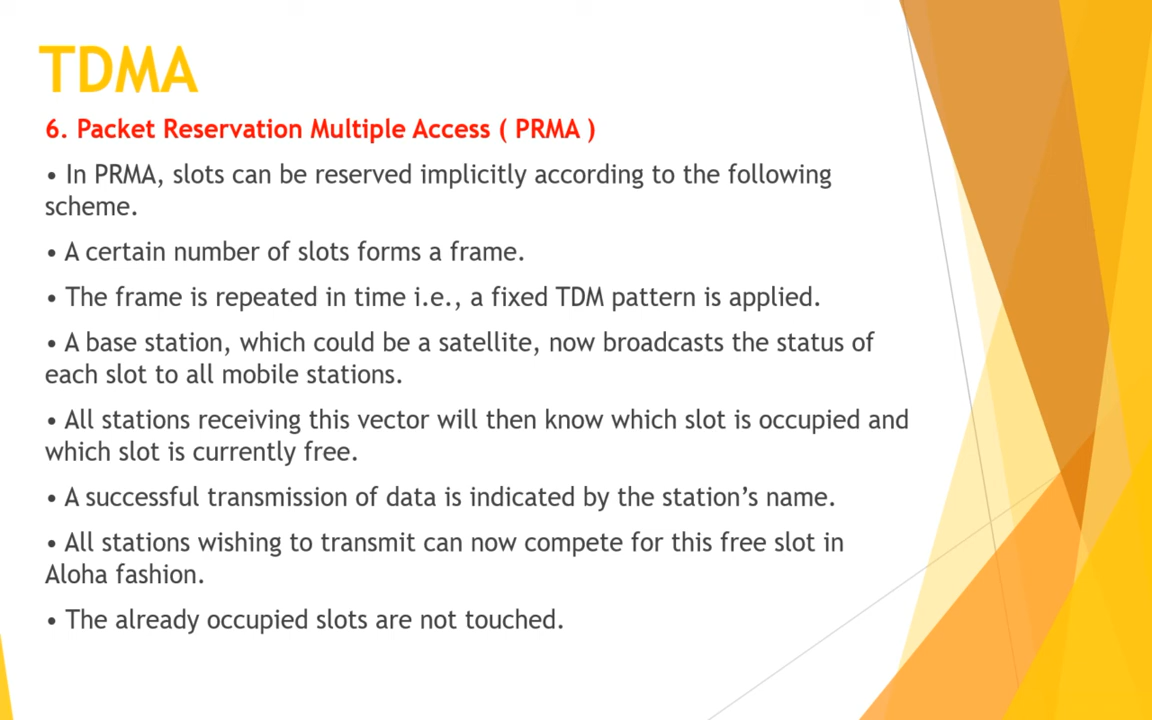 TDMA
6. Packet Reservation Multiple Access ( PRMA )
• In PRMA, slots can be reserved implicitly according to the following
scheme.
• A certain number of slots forms a frame.
• The frame is repeated in time i.e., a fixed TDM pattern is applied.
• A base station, which could be a satellite, now broadcasts the status of
each slot to all mobile stations.
• All stations receiving this vector will then know which slot is occupied and
which slot is currently free.
• A successful transmission of data is indicated by the station’s name.
• All stations wishing to transmit can now compete for this free slot in
Aloha fashion.
• The already occupied slots are not touched.